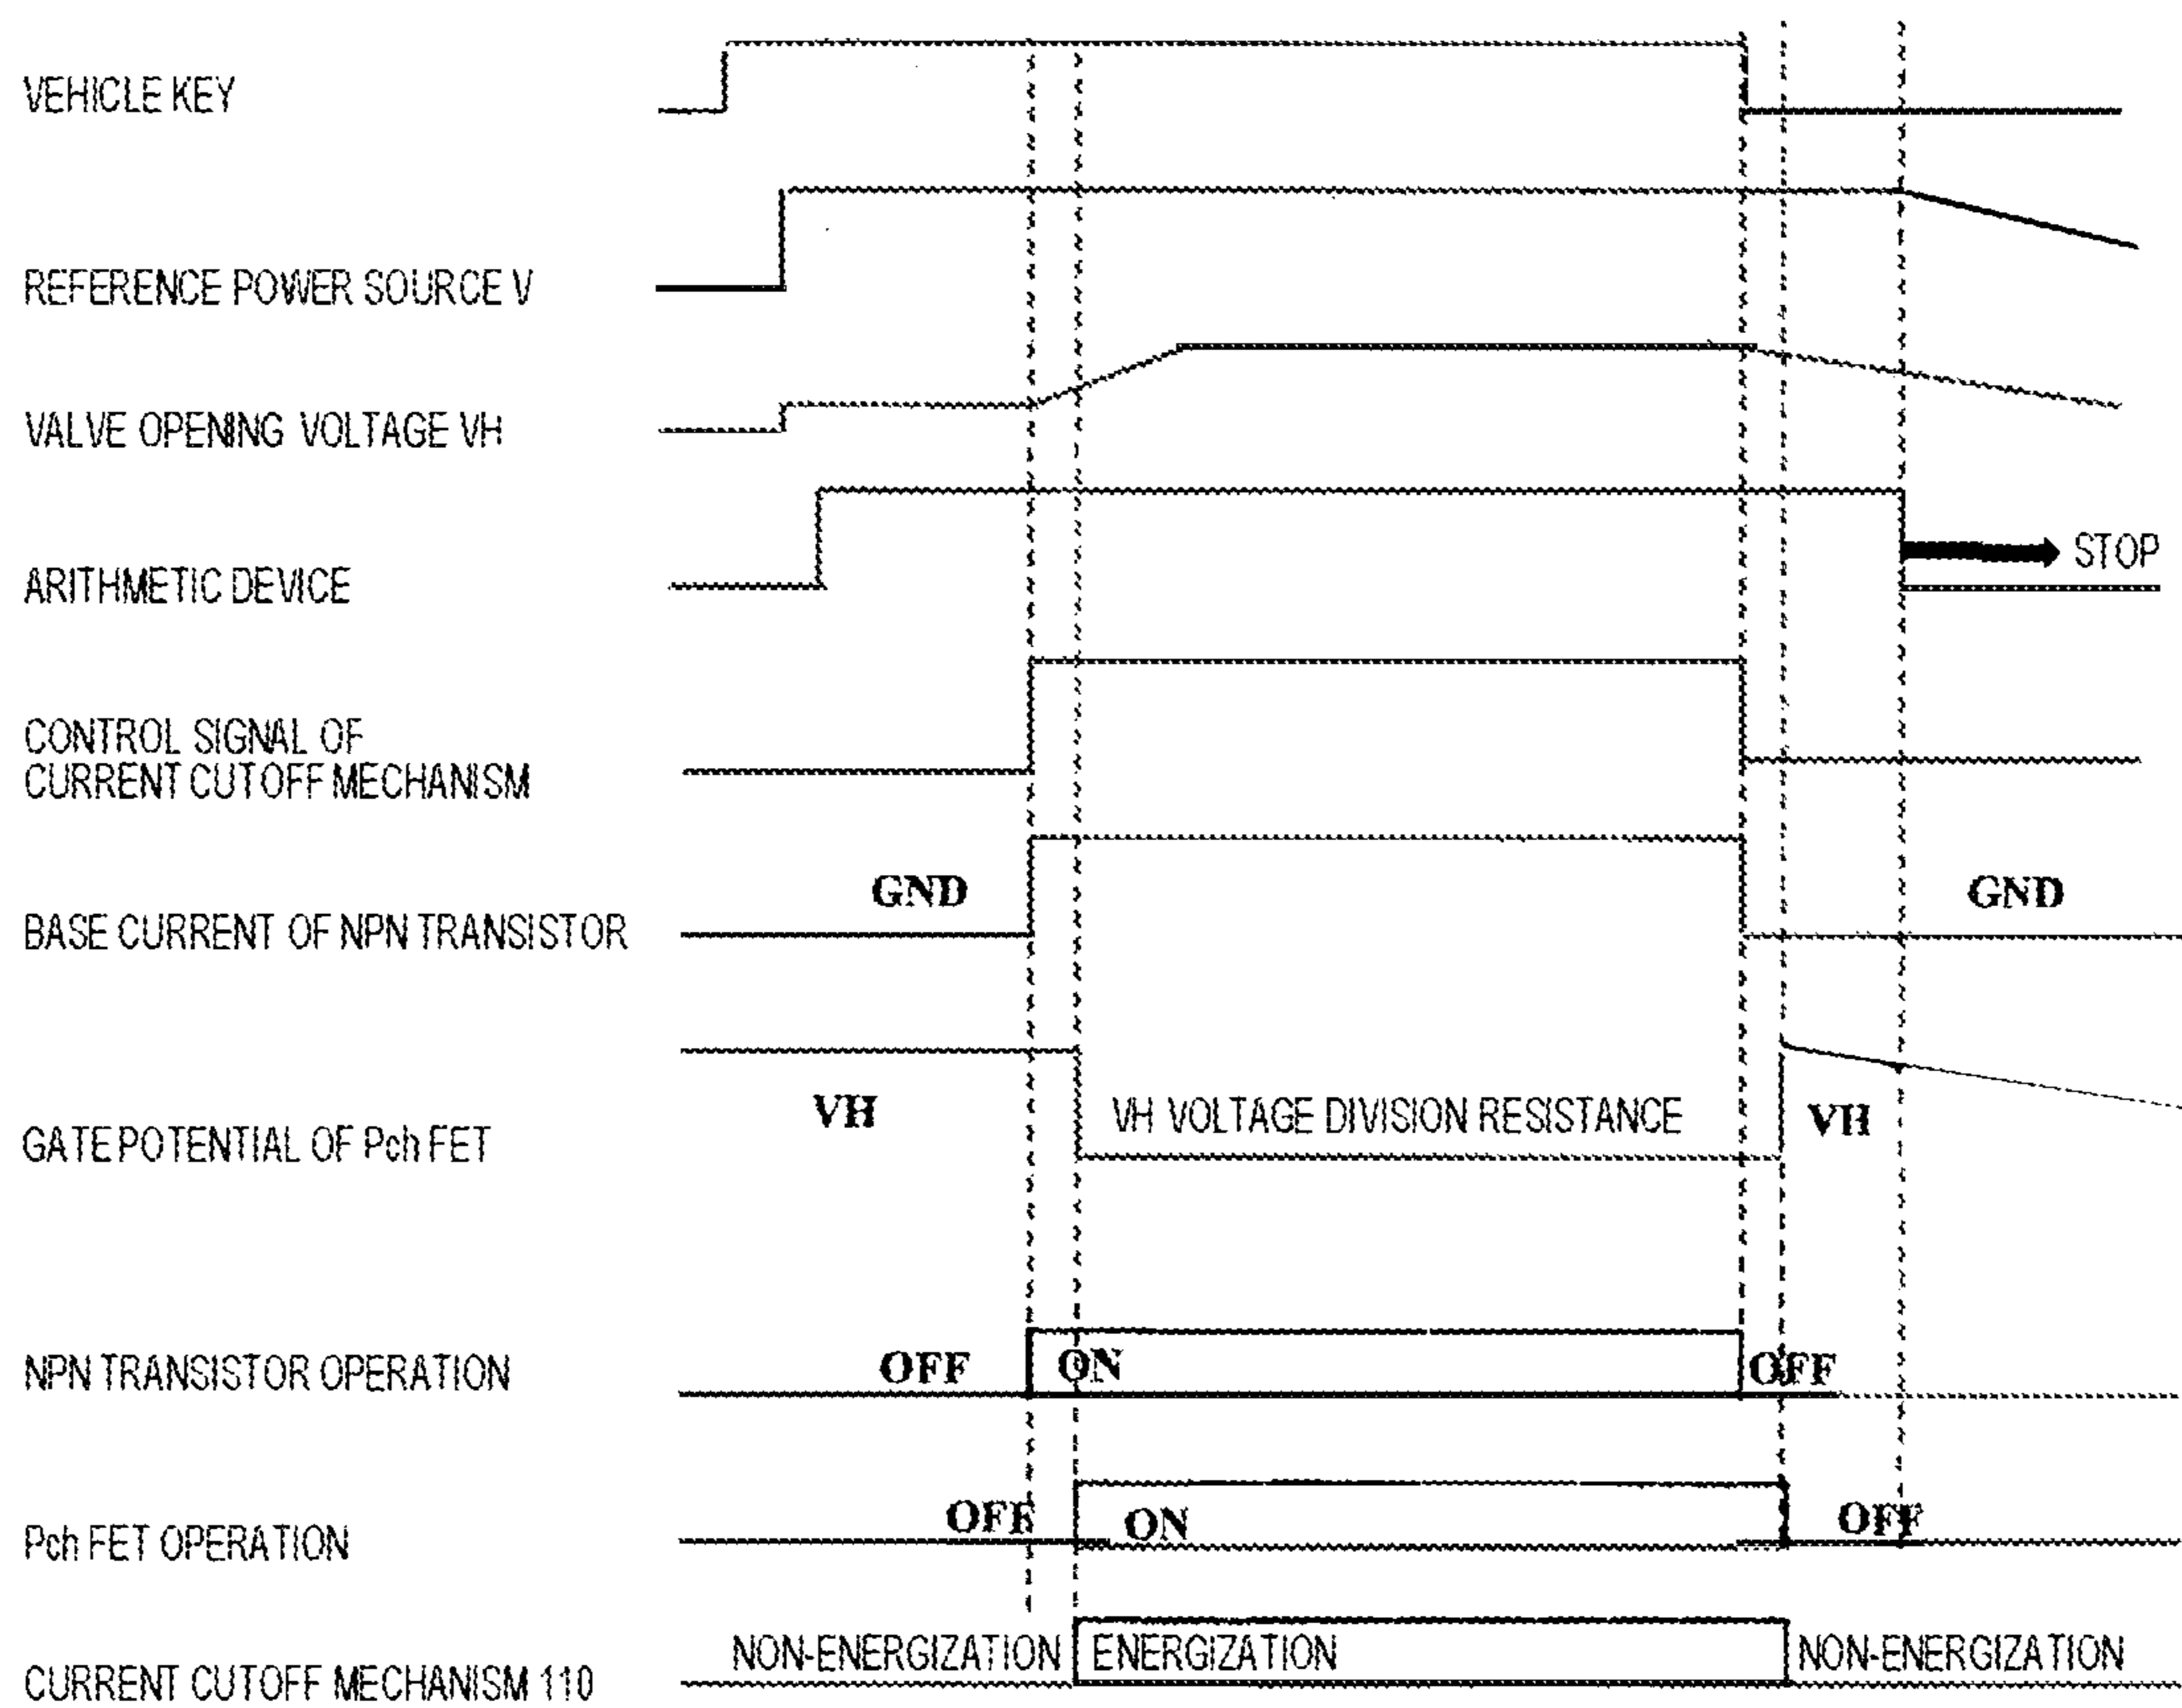 VEHICLE KEY
REFERENCE POWER SOURCE V
VALVE OPENING VOLTAGE VH
ARITHMETIC DEVICE
STOP
CONTROL SIGNAL OF
CURRENT CUTOFF MECHANISM
BASE CURRENT OF NPN TRANSISTOR
GND
GND
GATE POTENTIAL OF Pch FET
VH
VH VOLTAGE DIVISION RESISTANCE
VH
NPN TRANSISTOR OPERATION
OFF
ON
OFF
Pch FET OPERATION
OFF
ON
OFF
CURRENT CUTOFF MECHANISM 110
NON-ENERGIZATION
ENERGIZATION
NON-ENERGIZATION